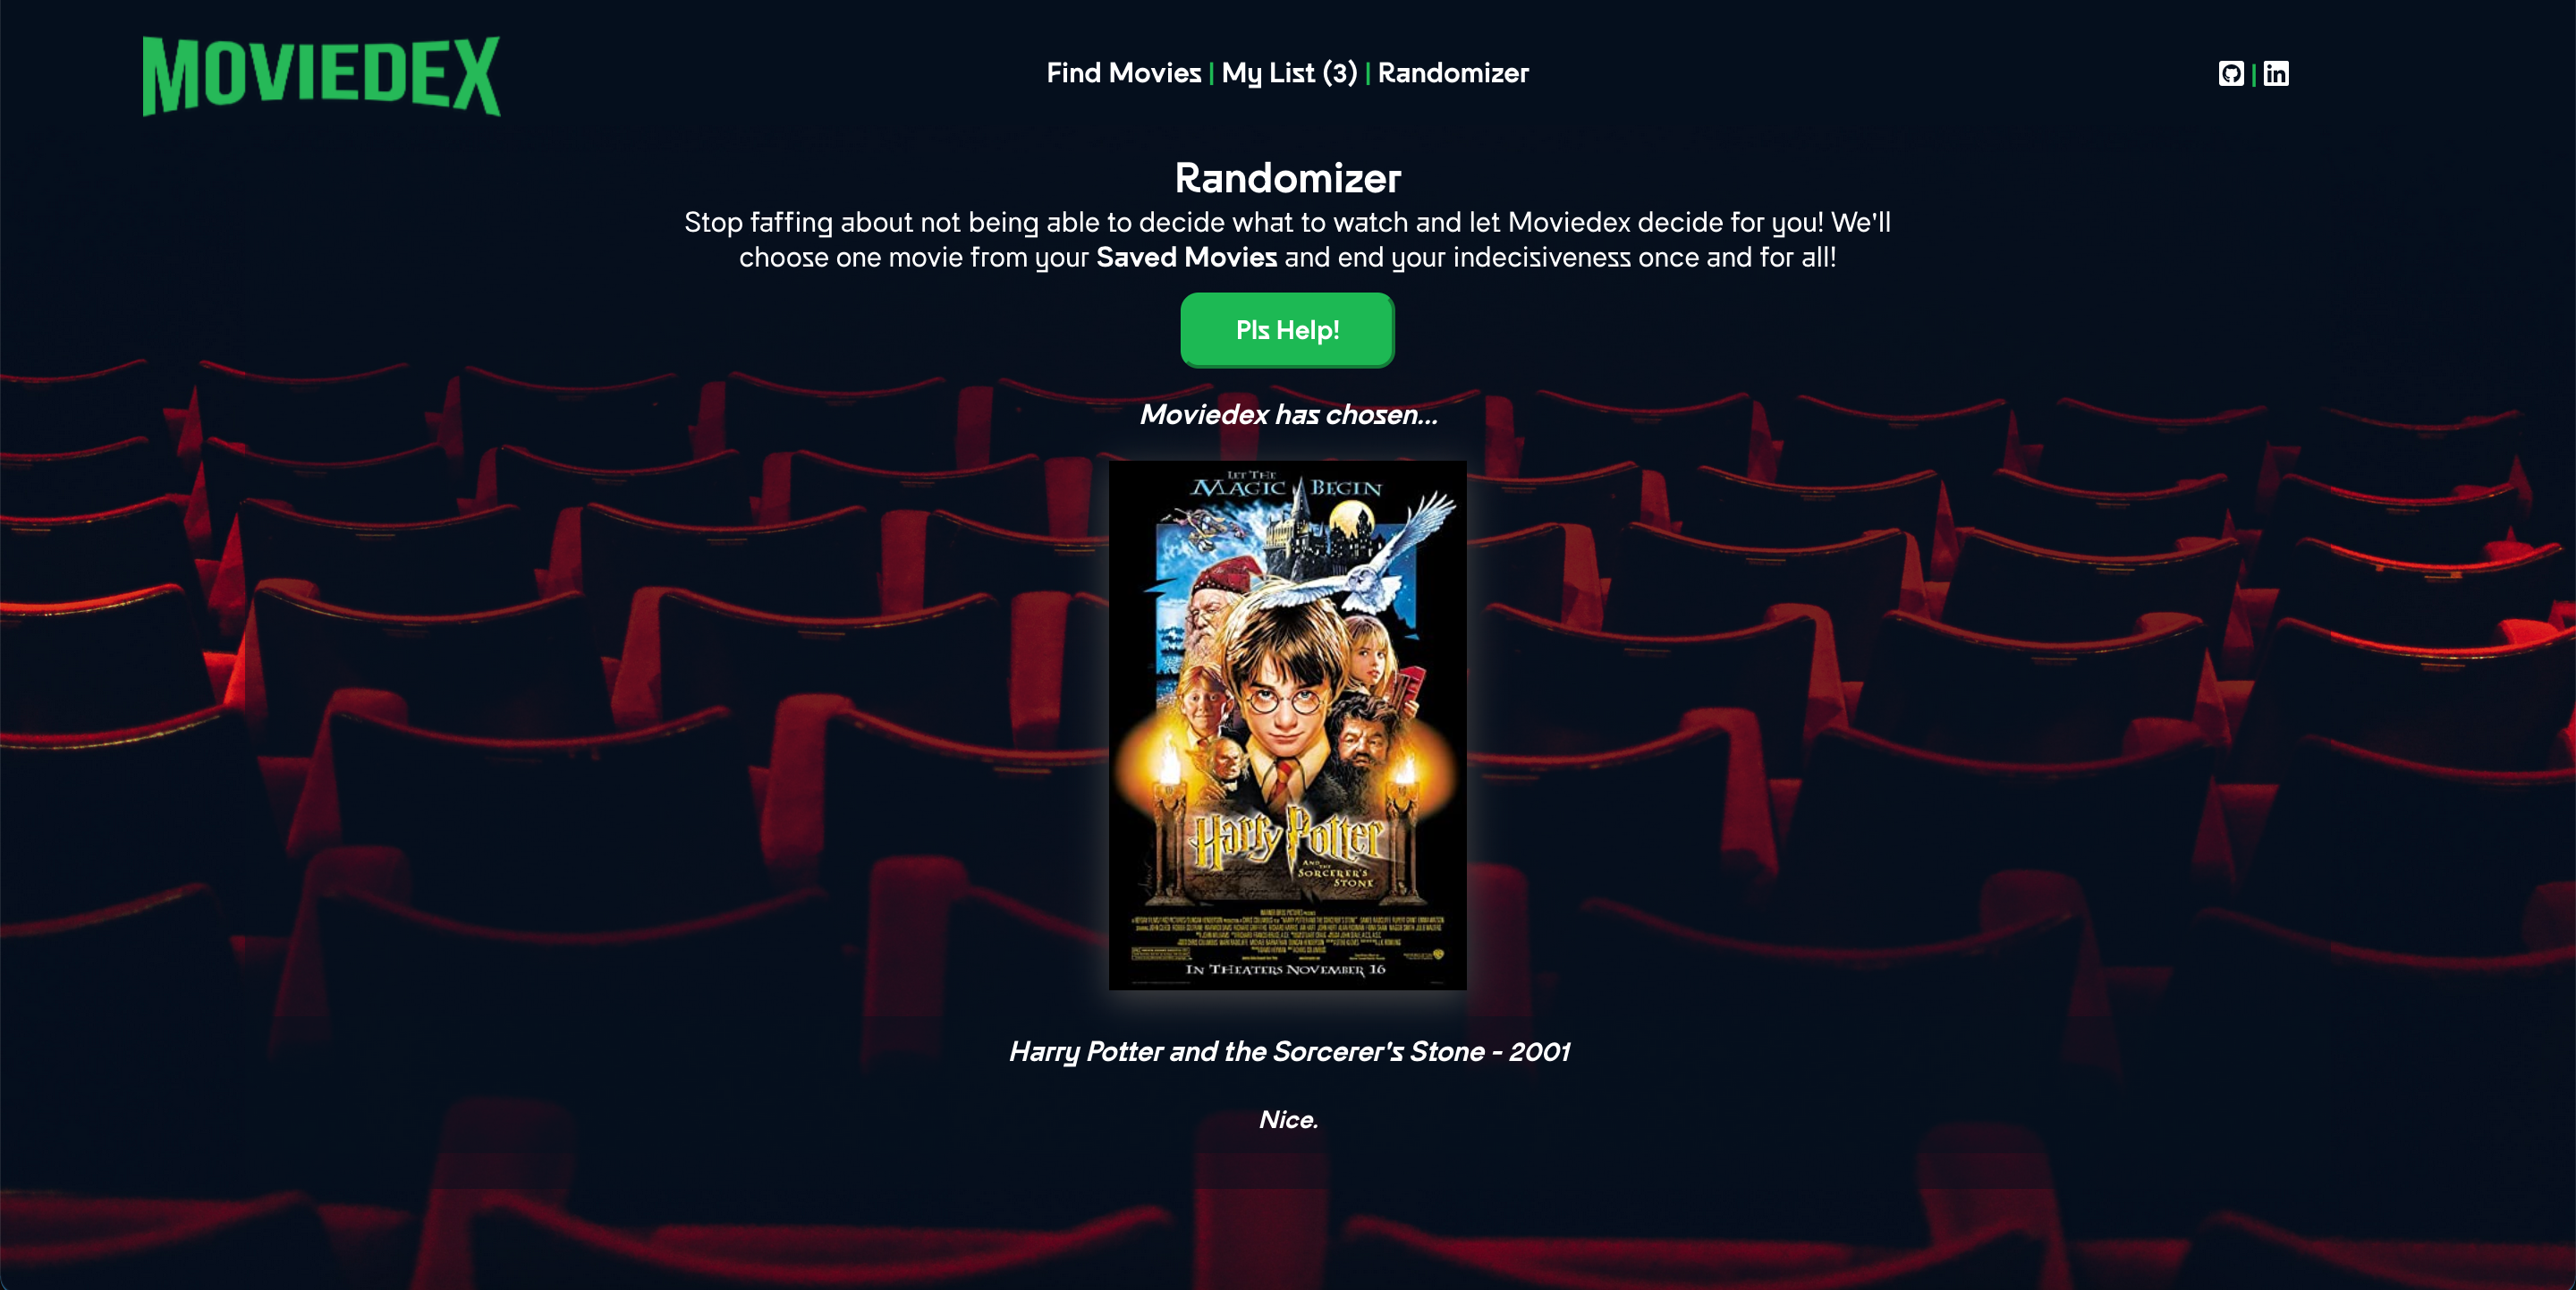 MOVIEDEX
Find Movies | My List (3) | Randomizer
Randomizer
Stop faffing about not being able to decide what to watch and let Moviedex decide for you! We'll
choose one movie from your Saved Movies and end your indecisiveness once and for all!
Pls Help!
Moviedex has chosen...
LET THE
MAGIC BEGIN
Harry Potter
AND THE
SORCERER'S
STONE
IN THEATERS NOVEMBER 16
Harry Potter and the Sorcerer's Stone - 2001
Nice.